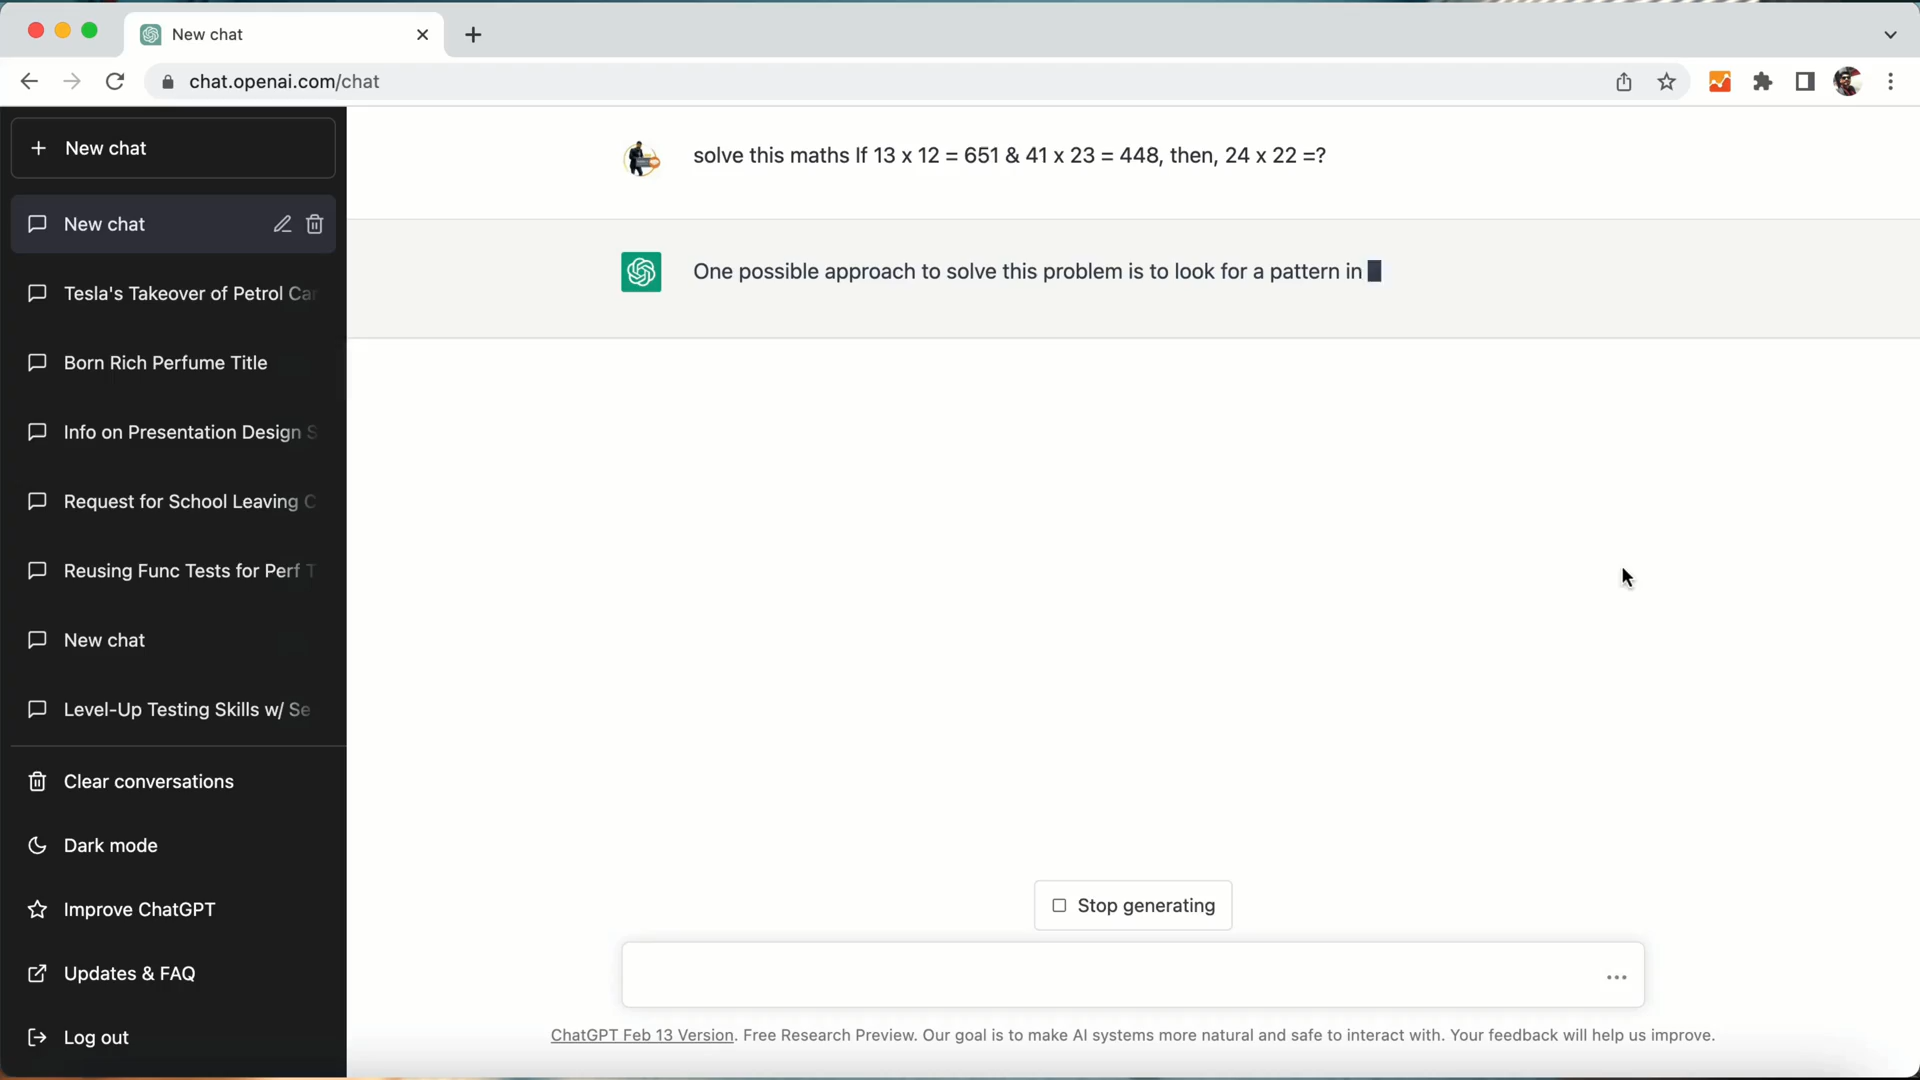 New chat
chat.openai.com/chat
New chat
New chat
Tesla's Takeover of Petrol Car
Born Rich Perfume Title
Info on Presentation Design S
Request for School Leaving C
Reusing Func Tests for Perf T
New chat
Level-Up Testing Skills w/ Se
Clear conversations
Dark mode
Improve ChatGPT
Updates & FAQ
Log out
solve this maths If 13 x 12 = 651 & 41 x 23 = 448, then, 24 x 22 =?
One possible approach to solve this problem is to look for a pattern in
Stop generating
ChatGPT Feb 13 Version. Free Research Preview. Our goal is to make AI systems more natural and safe to interact with. Your feedback will help us improve.